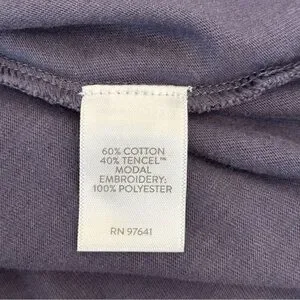 60% COTTON
40% TENCEL™
MODAL
EMBROIDERY:
100% POLYESTER
RN 97641